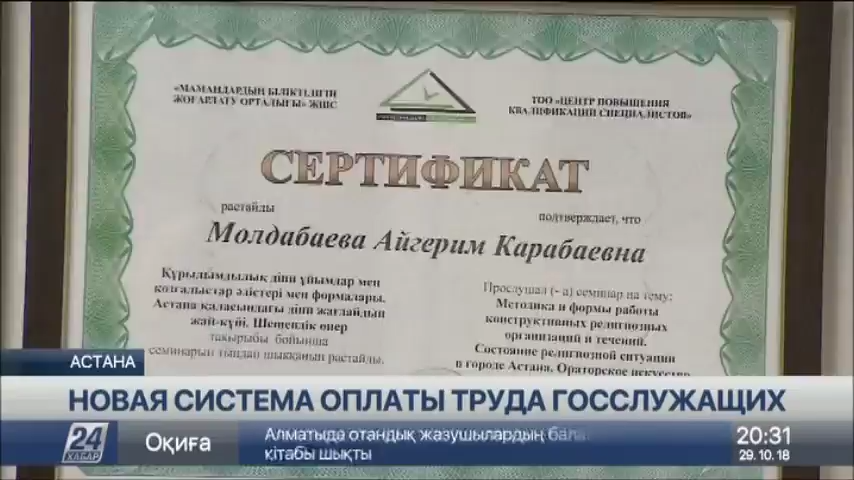 «МАМАНДАРДЫҢ БІЛІКТІЛІГІН
ЖОҒАРЛАТУ ОРТАЛЫҒЫ» ЖШС
ТОО «ЦЕНТР ПОВЫШЕНИЯ
КВАЛИФИКАЦИИ СПЕЦИАЛИСТОВ»
СЕРТИФИКАТ
растайды
подтверждает, что
Молдабаева Айгерим Карабаевна
Құрыдымдылық діни ұйымдар мен
қозғалыстар әлістері мен формалары.
Астана қаласындағы діни жағлайдын
жай-күйі. Шешендік өнер
тақырыбы бойынша
семинарын тыңдап шыққанын растайды.
Прослушал (- а) семинар на тему:
Методика и формы работы
конструктивных религиозных
организаций и течений.
Состояние религиозной ситуации
в городе Астана. Ораторское искусство
АСТАНА
НОВАЯ СИСТЕМА ОПЛАТЫ ТРУДА ГОССЛУЖАЩИХ
24
ХАБАР
Оқиға
Алматыда отандық жазушылардың бала
кітабы шықты
20:31
29.10.18